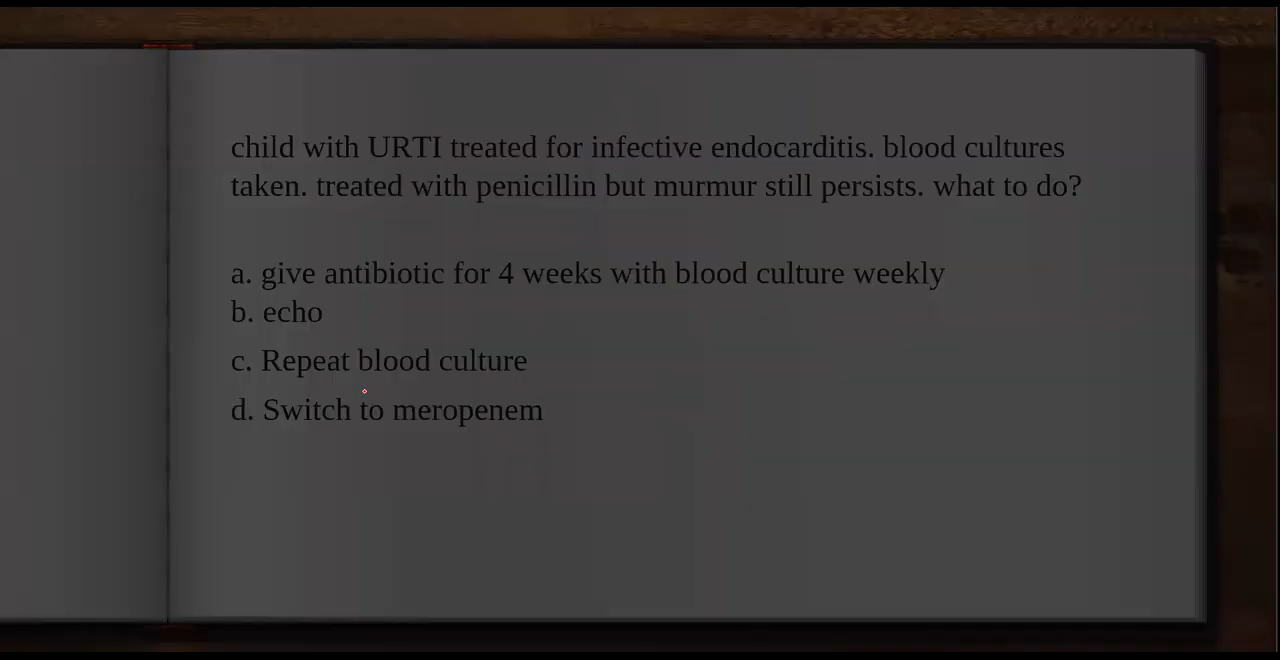 child with URTI treated for infective endocarditis. blood cultures
taken. treated with penicillin but murmur still persists. what to do?
a. give antibiotic for 4 weeks with blood culture weekly
b. echo
c. Repeat blood culture
d. Switch to meropenem